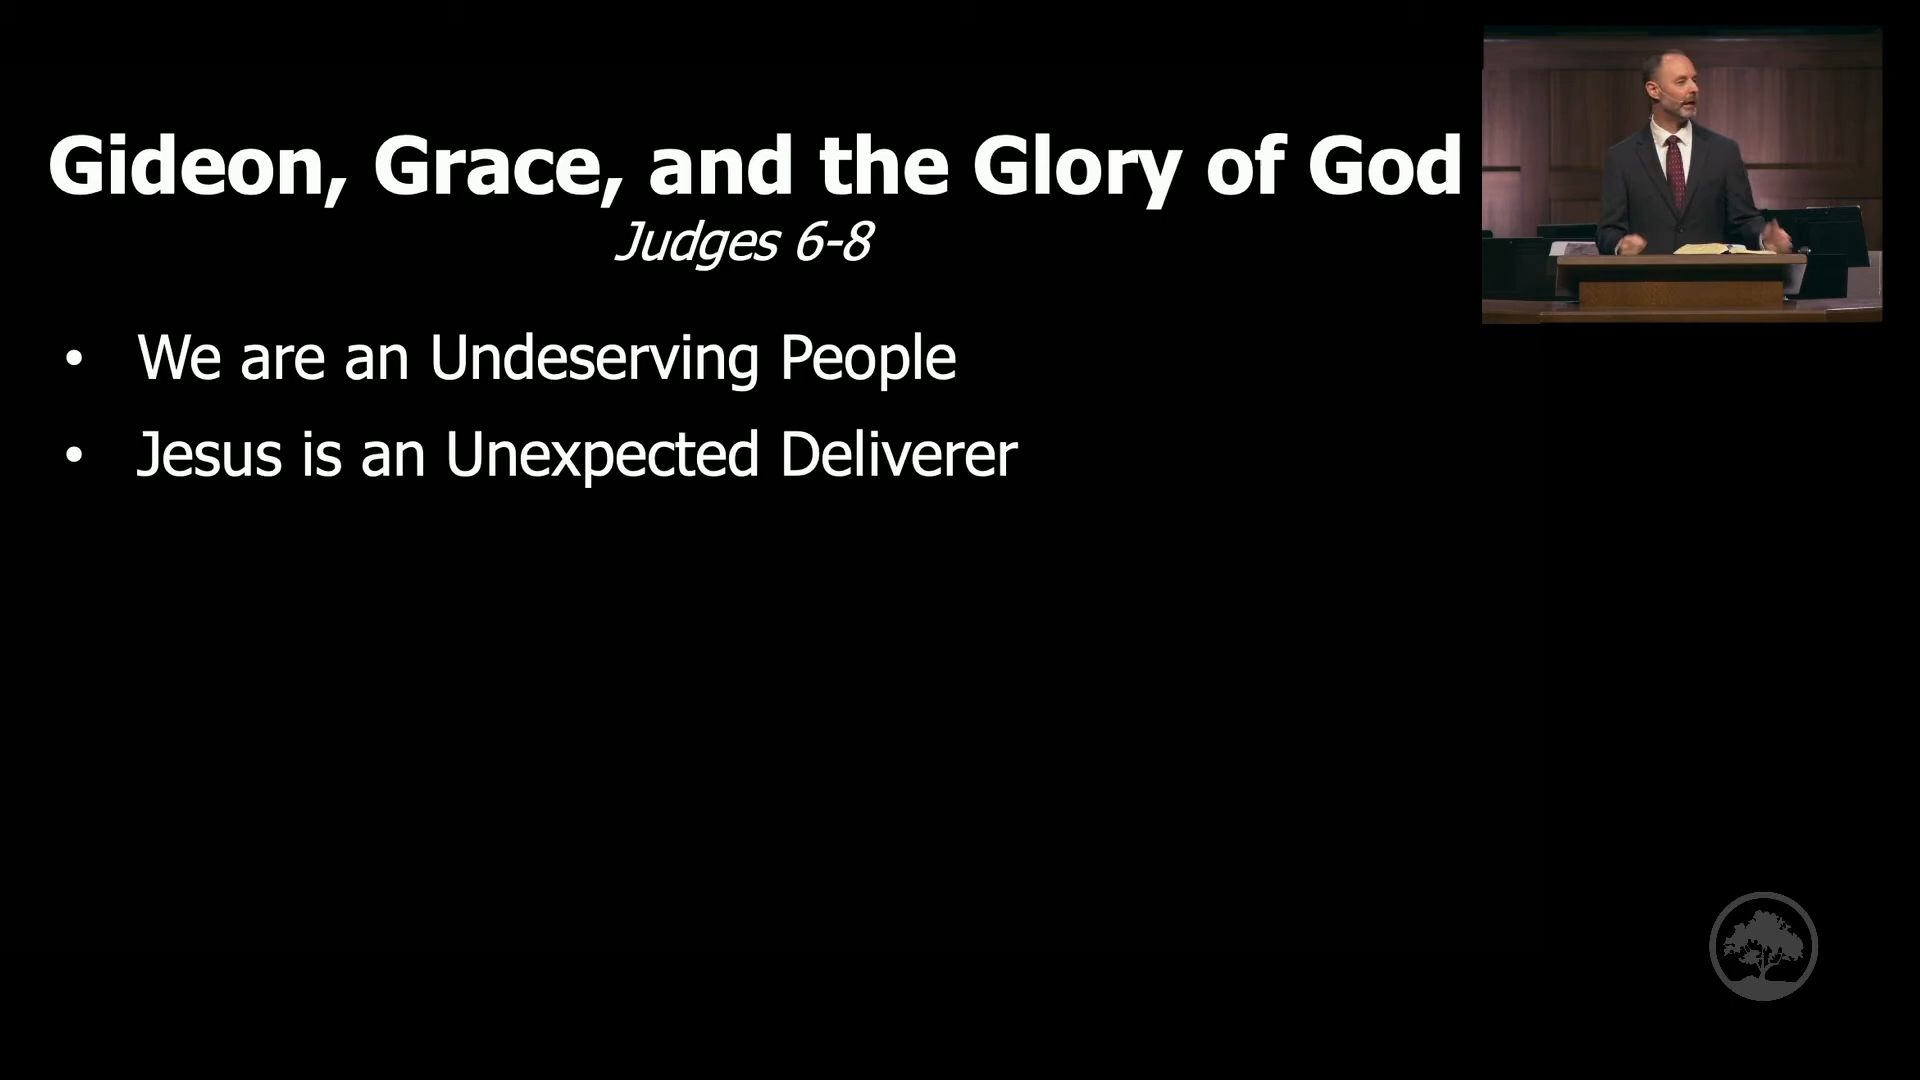 Gideon, Grace, and the Glory of God
Judges 6-8
• We are an Undeserving People
• Jesus is an Unexpected Deliverer